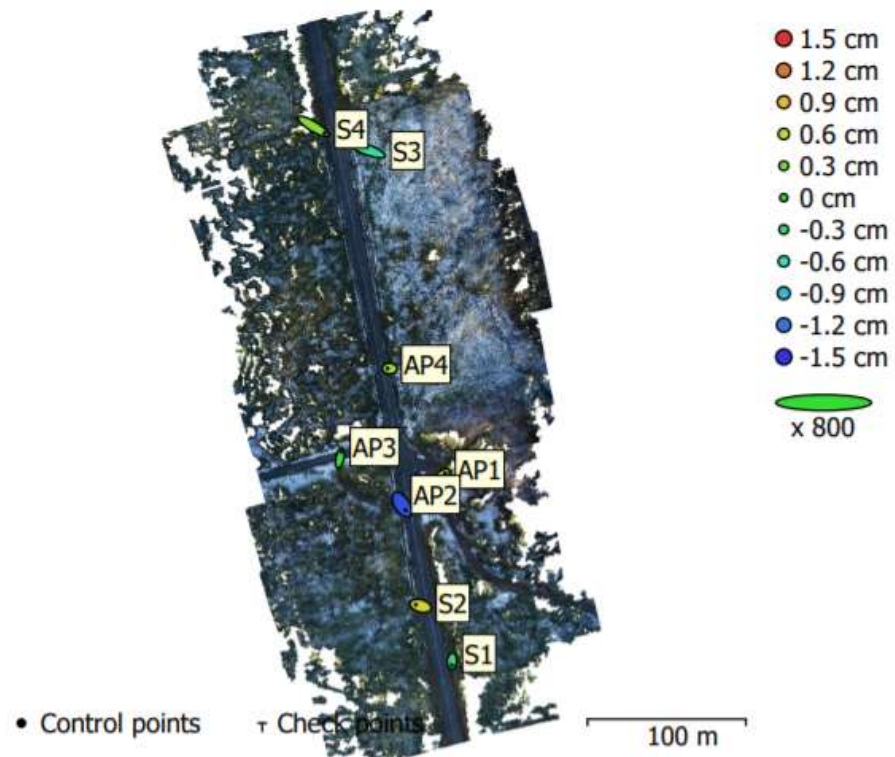 1.5 cm
1.2 cm
0.9 cm
0.6 cm
0.3 cm
0 cm
-0.3 cm
-0.6 cm
-0.9 cm
-1.2 cm
-1.5 cm
x 800
S4
S3
AP4
AP3
AP1
AP2
S2
S1
Control points
Check points
100 m